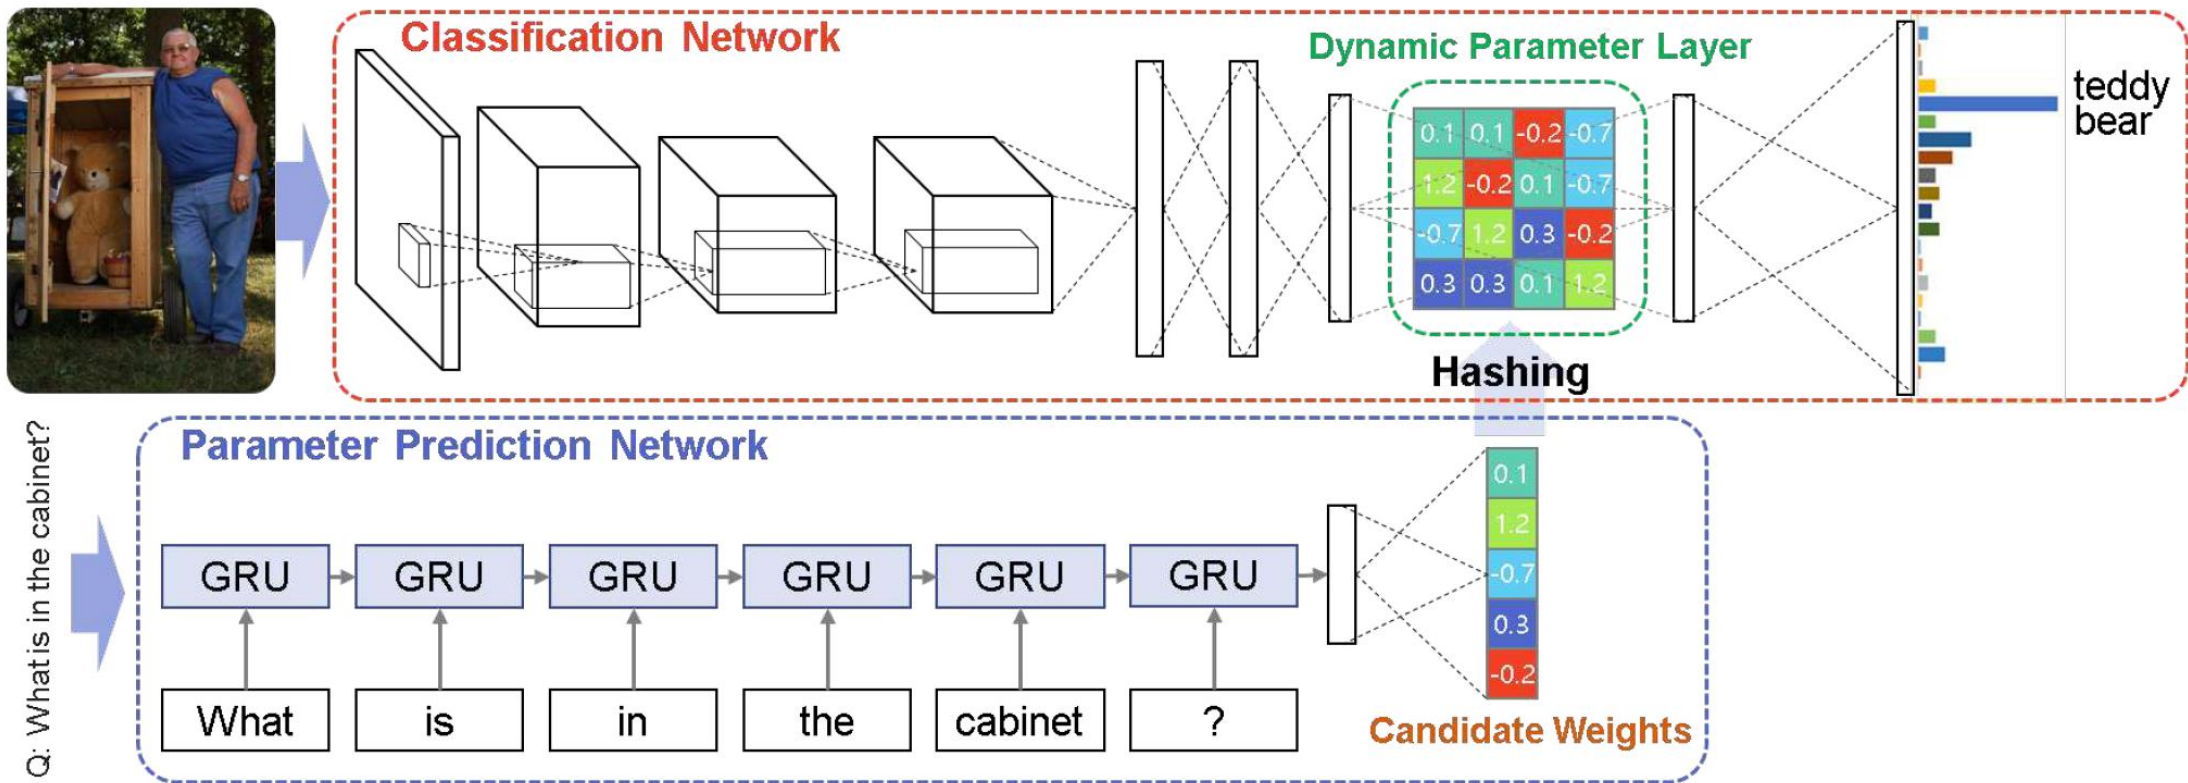 Classification Network
Dynamic Parameter Layer
0.1 0.1 -0.2 -0.7
1.2 -0.2 0.1 -0.7
-0.7 1.2 0.3 -0.2
0.3 0.3 0.1 1.2
teddy
bear
Hashing
Q: What is in the cabinet?
Parameter Prediction Network
GRU GRU GRU GRU GRU GRU
What is in the cabinet ?
0.1
1.2
-0.7
0.3
-0.2
Candidate Weights